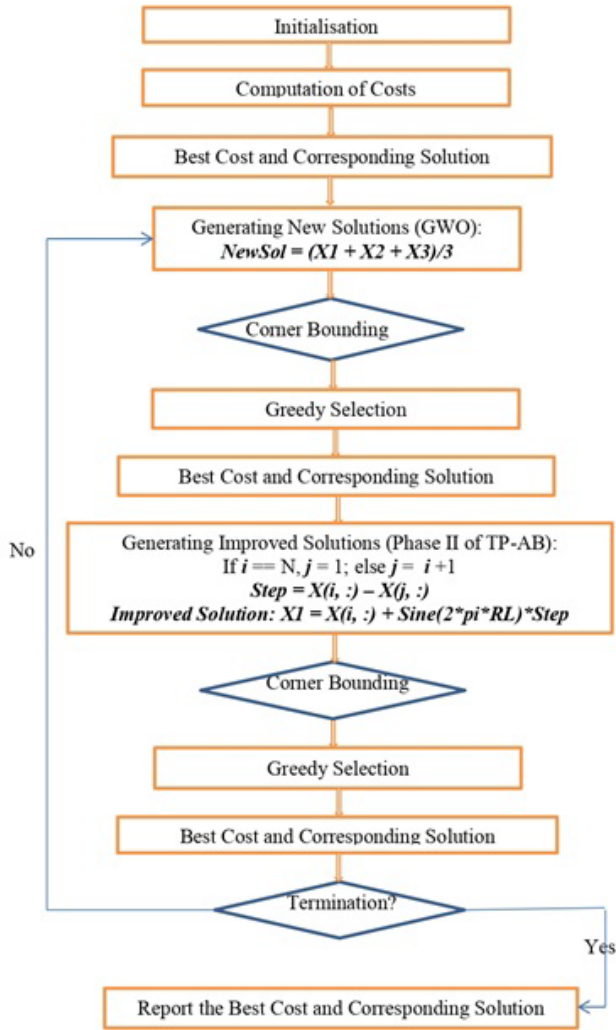 Initialisation
Computation of Costs
Best Cost and Corresponding Solution
Generating New Solutions (GWO):
NewSol = (X1 + X2 + X3)/3
Corner Bounding
Greedy Selection
Best Cost and Corresponding Solution
No
Generating Improved Solutions (Phase II of TP-AB):
If i == N, j = 1; else j = i +1
Step = X(i, :) – X(j, :)
Improved Solution: X1 = X(i, :) + Sine(2*pi*RL)*Step
Corner Bounding
Greedy Selection
Best Cost and Corresponding Solution
Termination?
Yes
Report the Best Cost and Corresponding Solution